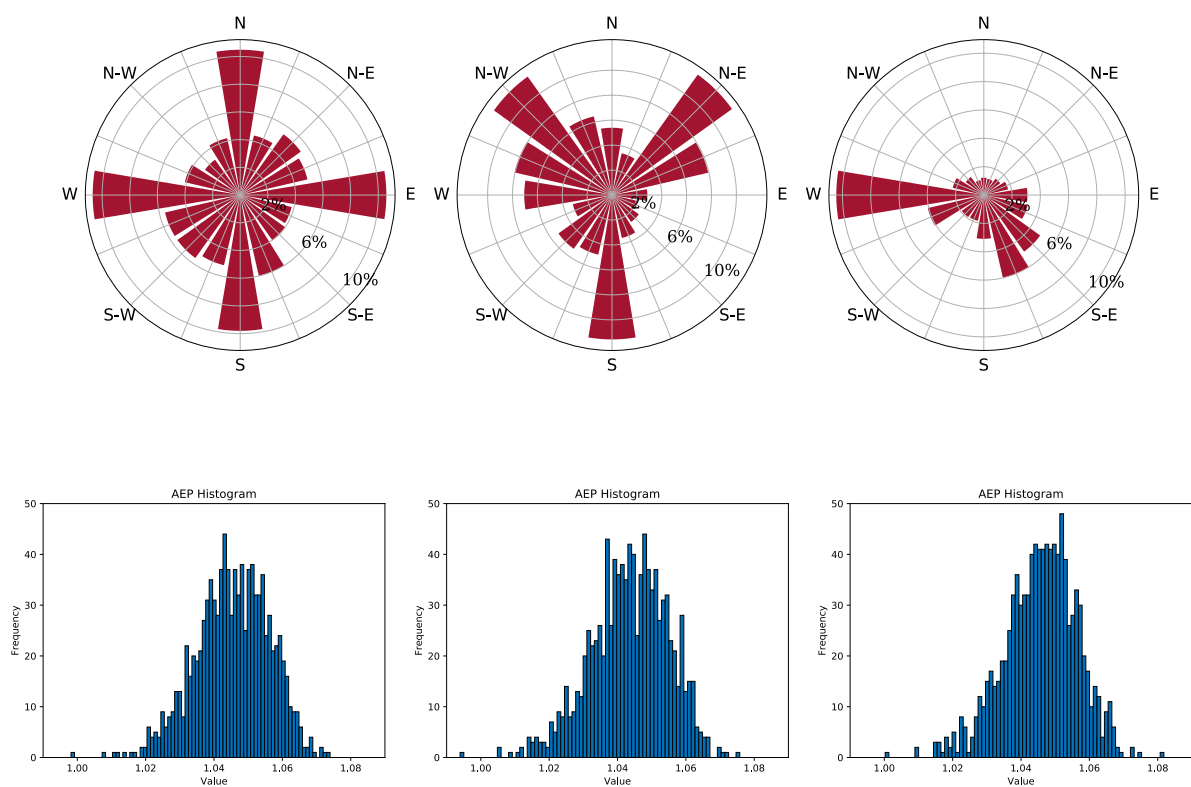 N N N
N-W N-E N-W N-E N-W N-E
W E W E W E
2% 2% 2%
6% 6% 6%
10% 10% 10%
S-W S-E S-W S-E S-W S-E
S S S
AEP Histogram AEP Histogram AEP Histogram
50 50 50
40 40 40
30 30 30
Frequency Frequency Frequency
20 20 20
10 10 10
0 0 0
1.00 1.02 1.04 1.06 1.08 1.00 1.02 1.04 1.06 1.08 1.00 1.02 1.04 1.06 1.08
Value Value Value